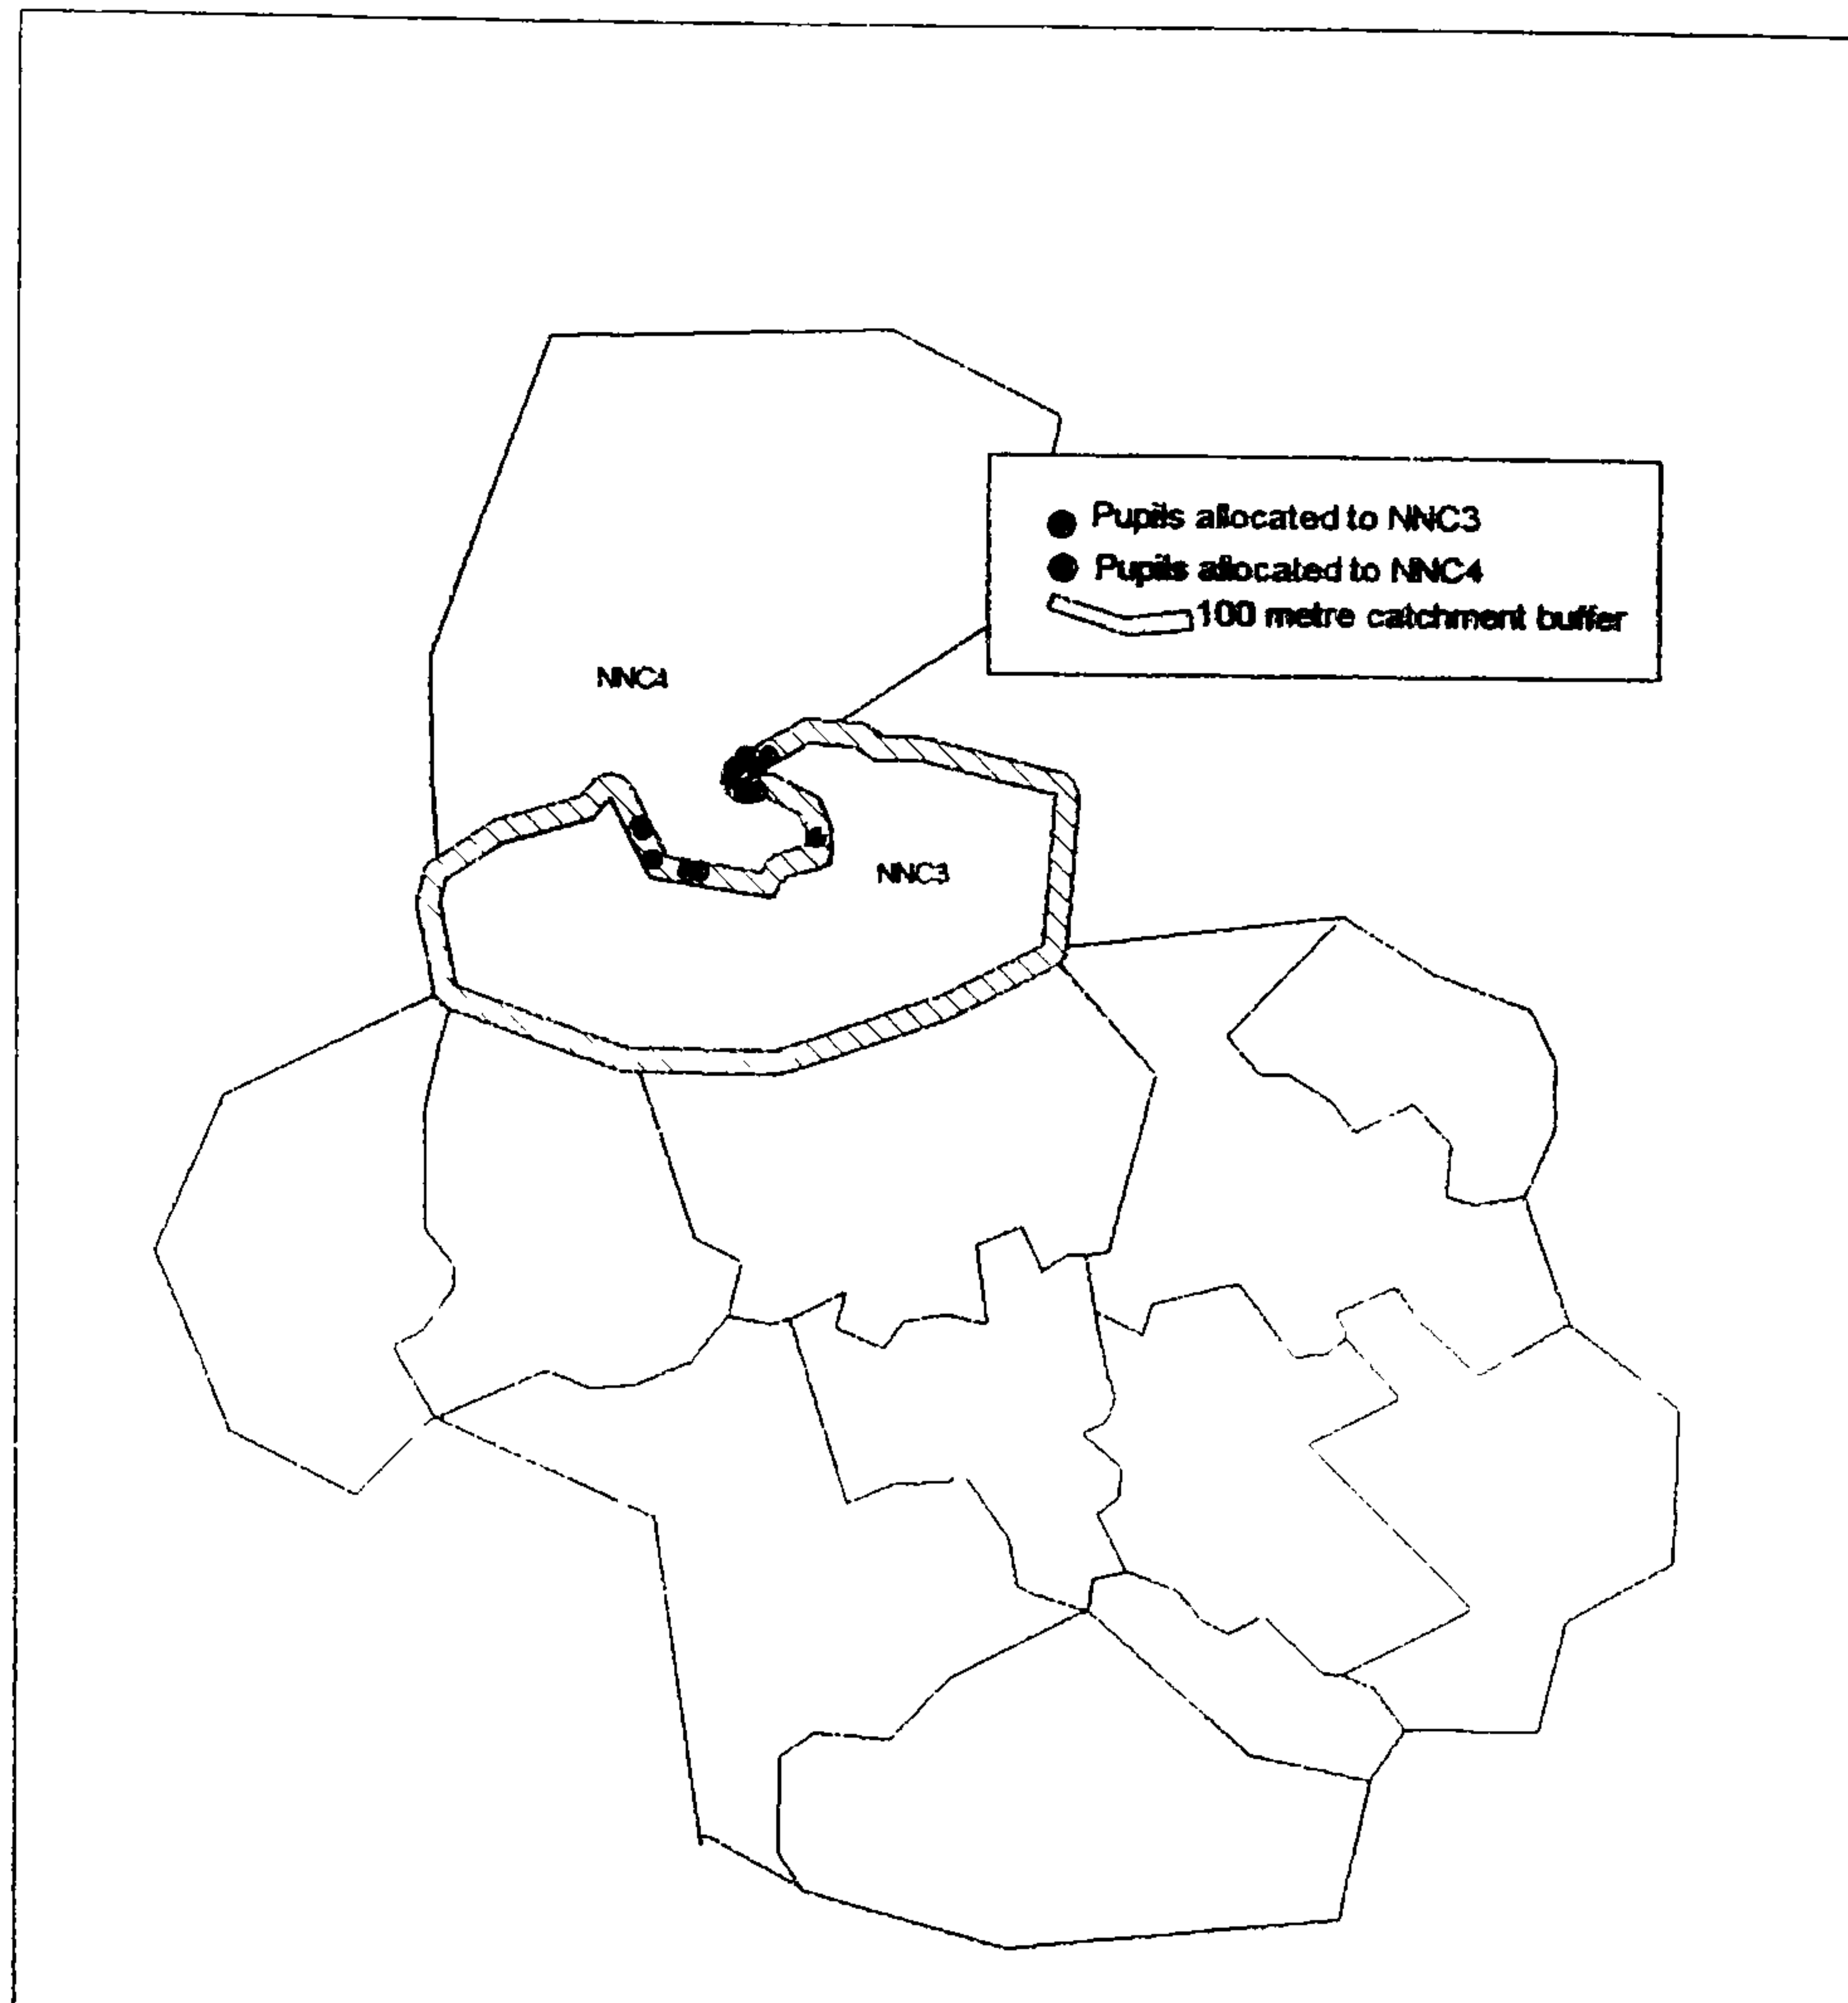 Pupils allocated to NNC3
Pupils allocated to NNC4
100 metre catchment buffer
NNC4
NNC3